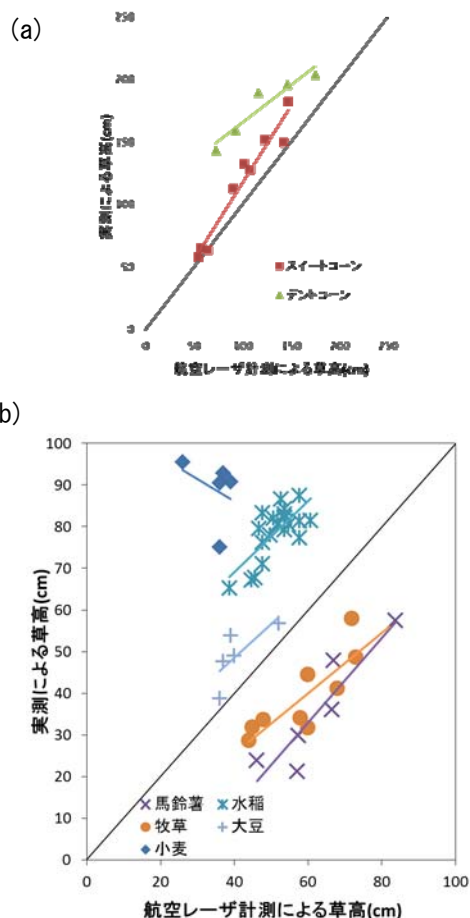 (a)
250
200
150
100
50
0
実測による草高(cm)
スイートコーン
デントコーン
0 50 100 150 200 250
航空レーザ計測による草高(cm)
b)
100
90
80
70
60
50
40
30
20
10
0
実測による草高(cm)
馬鈴薯 水稲
牧草 大豆
小麦
0 20 40 60 80 100
航空レーザ計測による草高(cm)